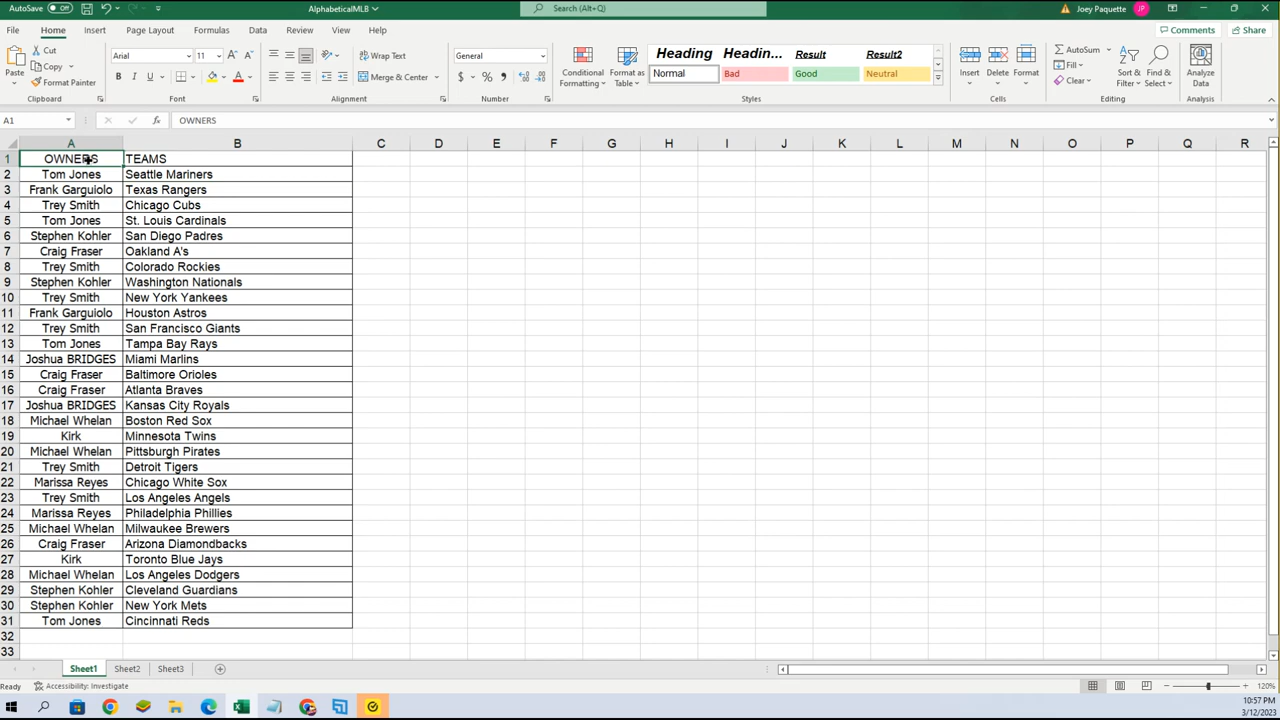 AutoSave Off AlphabeticalMLB Search (Alt+Q) Joey Paquette JP
File Home Insert Page Layout Formulas Data Review View Help Comments Share
Cut Arial 11 Wrap Text General Heading Headin... Result Result2 AutoSum
Copy Fill
Paste Format Painter B I U Merge & Center $ % Conditional Formatting Format as Table Normal Bad Good Neutral Insert Delete Format Clear Sort & Filter Find & Select Analyze Data
Clipboard Font Alignment Number Styles Cells Editing Analysis
A1 fx OWNERS
A B C D E F G H I J K L M N O P Q R
1 OWNERS TEAMS
2 Tom Jones Seattle Mariners
3 Frank Garguiolo Texas Rangers
4 Trey Smith Chicago Cubs
5 Tom Jones St. Louis Cardinals
6 Stephen Kohler San Diego Padres
7 Craig Fraser Oakland A's
8 Trey Smith Colorado Rockies
9 Stephen Kohler Washington Nationals
10 Trey Smith New York Yankees
11 Frank Garguiolo Houston Astros
12 Trey Smith San Francisco Giants
13 Tom Jones Tampa Bay Rays
14 Joshua BRIDGES Miami Marlins
15 Craig Fraser Baltimore Orioles
16 Craig Fraser Atlanta Braves
17 Joshua BRIDGES Kansas City Royals
18 Michael Whelan Boston Red Sox
19 Kirk Minnesota Twins
20 Michael Whelan Pittsburgh Pirates
21 Trey Smith Detroit Tigers
22 Marissa Reyes Chicago White Sox
23 Trey Smith Los Angeles Angels
24 Marissa Reyes Philadelphia Phillies
25 Michael Whelan Milwaukee Brewers
26 Craig Fraser Arizona Diamondbacks
27 Kirk Toronto Blue Jays
28 Michael Whelan Los Angeles Dodgers
29 Stephen Kohler Cleveland Guardians
30 Stephen Kohler New York Mets
31 Tom Jones Cincinnati Reds
32
33
Sheet1 Sheet2 Sheet3
Ready Accessibility: Investigate 120%
10:57 PM
3/12/2023